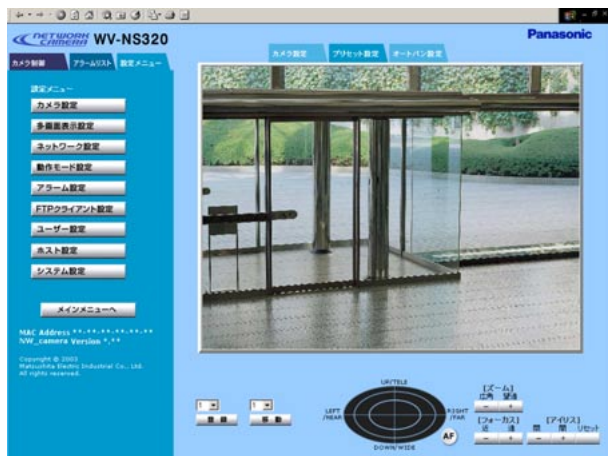 NETWORK CAMERA WV-NS320
Panasonic
カメラ制御 アラームリスト 設定メニュー
カメラ設定 プリセット設定 オートパン設定
設定メニュー
カメラ設定
多画面表示設定
ネットワーク設定
動作モード設定
アラーム設定
FTPクライアント設定
ユーザー設定
ホスト設定
システム設定
メインメニューへ
MAC Address **.**.**.**.**.**
NW_camera Version *.**
Copyright © 2003
Matsushita Electric Industrial Co., Ltd.
All rights reserved.
1 1
登録 移動
UP/TELE
LEFT /NEAR
RIGHT /FAR
DOWN/WIDE
AF
[ズーム]
広角 望遠
- +
[フォーカス] [アイリス]
近 遠 閉 開 リセット
- + - +